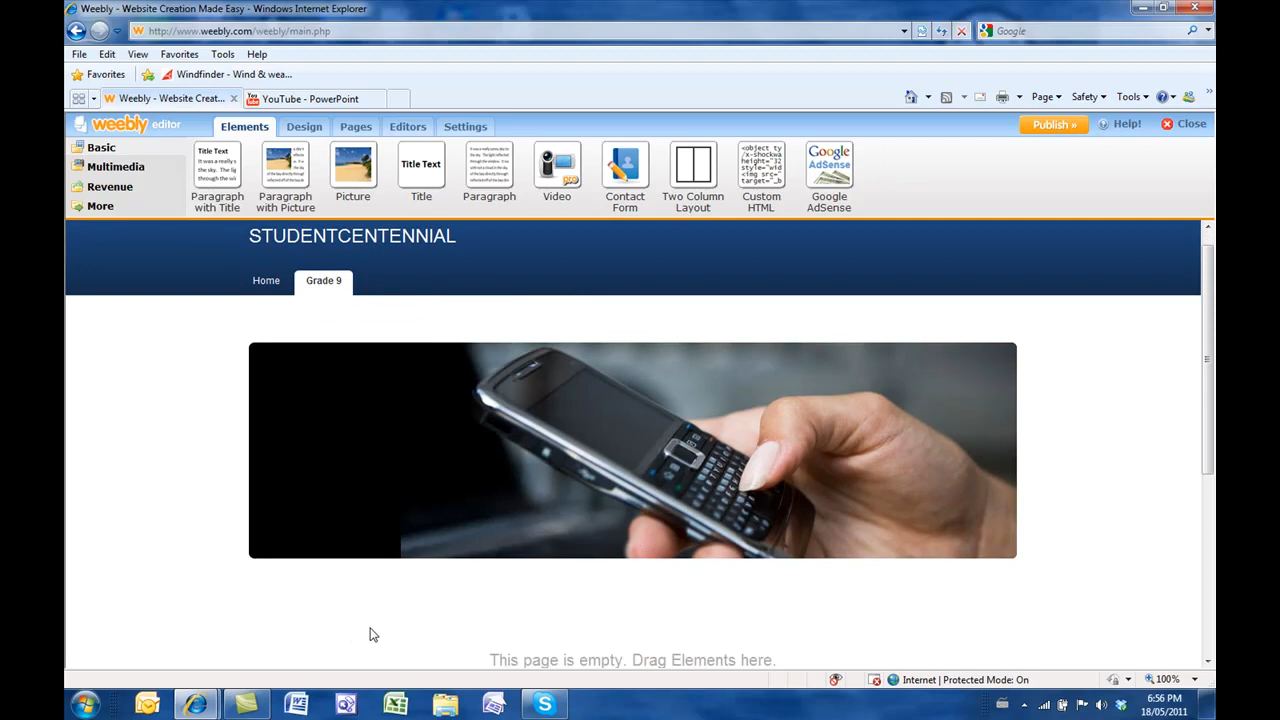 Weebly - Website Creation Made Easy - Windows Internet Explorer
http://www.weebly.com/weebly/main.php
Google
File Edit View Favorites Tools Help
Favorites Windfinder - Wind & wea...
Weebly - Website Creat... YouTube - PowerPoint
Page Safety Tools
weebly editor Elements Design Pages Editors Settings Publish » Help! Close
Basic
Multimedia
Revenue
More
Paragraph with Title
Paragraph with Picture
Picture
Title Text
Title
Paragraph
Video
Contact Form
Two Column Layout
Custom HTML
Google AdSense
Google AdSense
STUDENTCENTENNIAL
Home Grade 9
This page is empty. Drag Elements here.
Internet | Protected Mode: On
100%
6:56 PM
18/05/2011